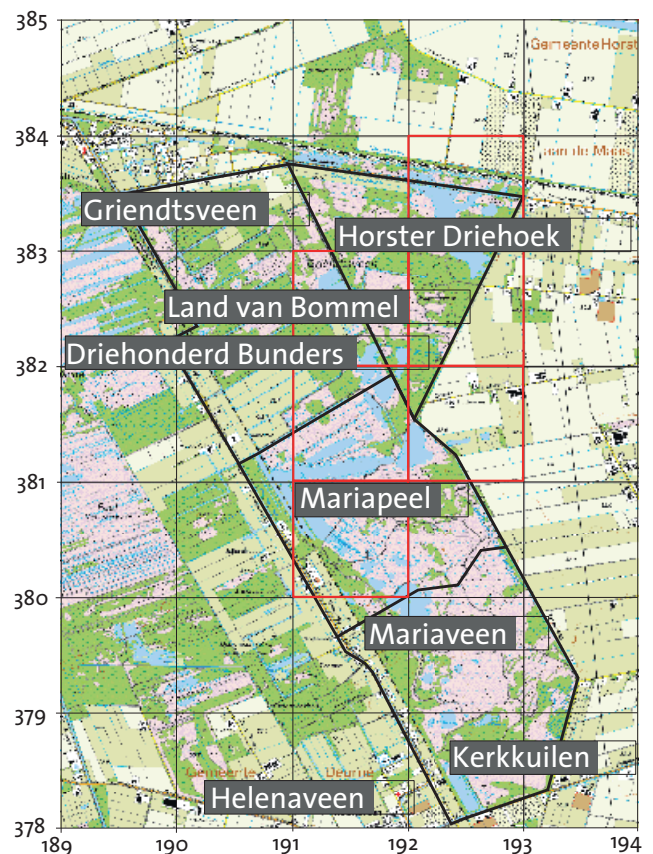 385
Gemeente Horst
384
aan de Maas
Griendtsveen
Horster Driehoek
383
Land van Bommel
Driehonderd Bunders
382
381
Mariapeel
380
Mariaveen
379
Kerkkuilen
Gemeente Deurne
Helenaveen
378
189 190 191 192 193 194